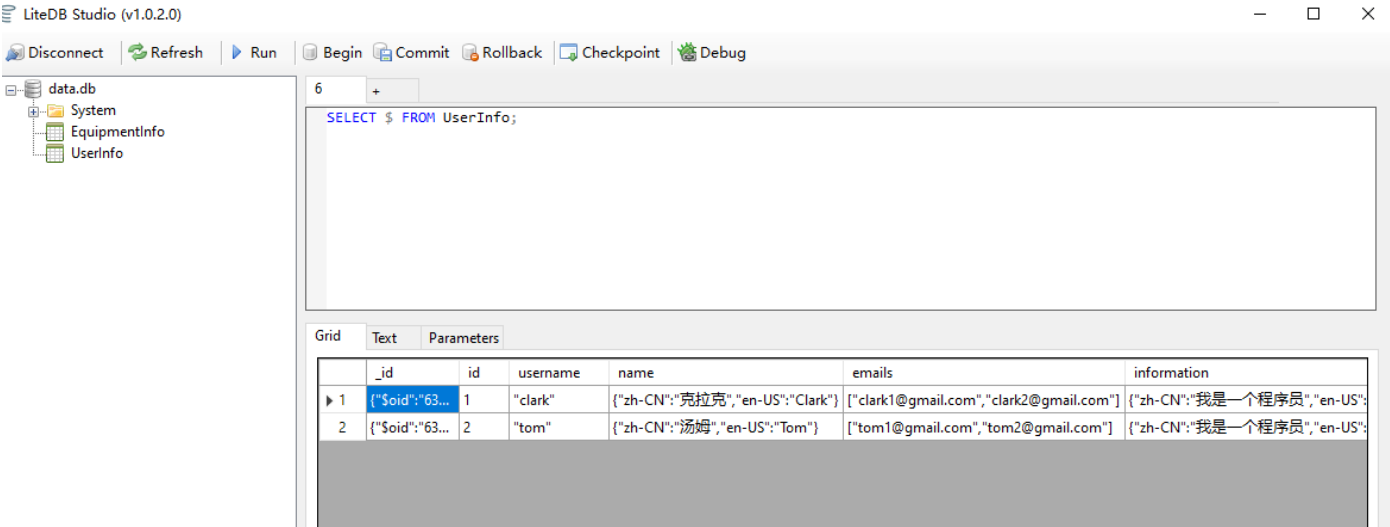 LiteDB Studio (v1.0.2.0)
Disconnect Refresh Run Begin Commit Rollback Checkpoint Debug
data.db
System
EquipmentInfo
UserInfo
6 +
SELECT $ FROM UserInfo;
Grid Text Parameters
_id id username name emails information
1 {"$oid":"63... 1 "clark" {"zh-CN":"克拉克","en-US":"Clark"} ["clark1@gmail.com","clark2@gmail.com"] {"zh-CN":"我是一个程序员","en-US":
2 {"$oid":"63... 2 "tom" {"zh-CN":"汤姆","en-US":"Tom"} ["tom1@gmail.com","tom2@gmail.com"] {"zh-CN":"我是一个程序员","en-US":